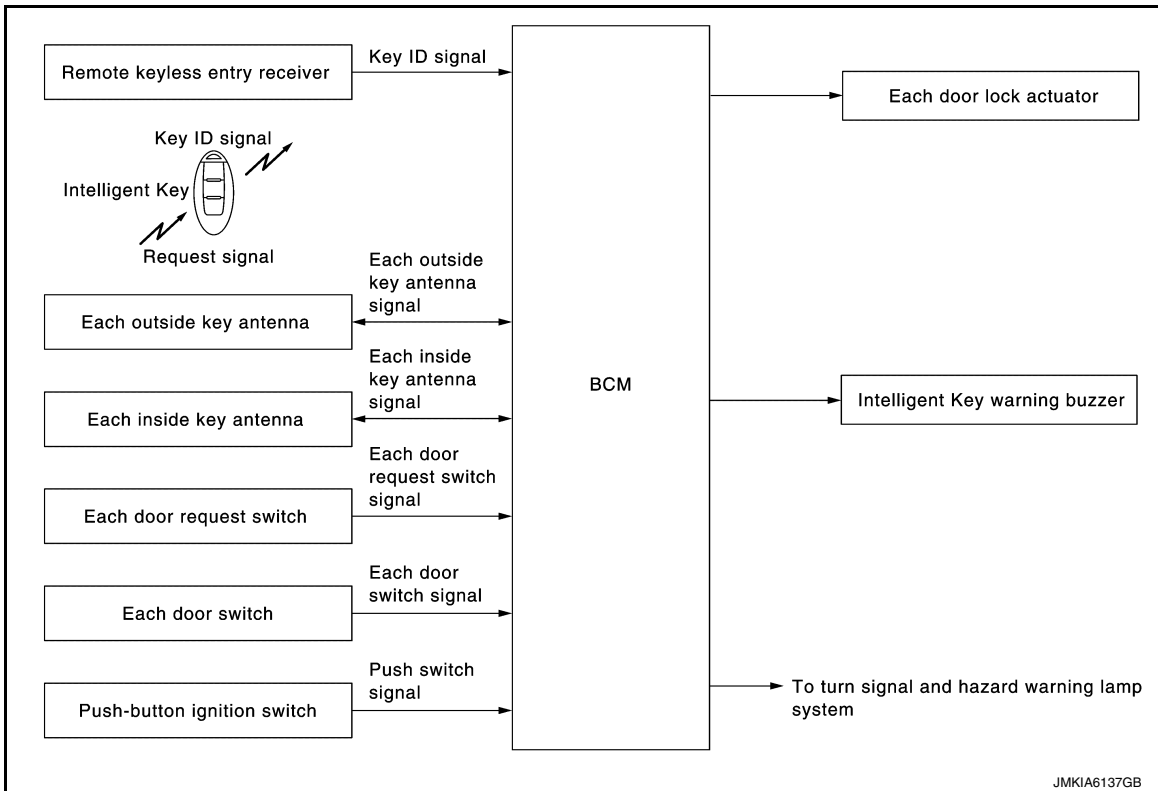 Remote keyless entry receiver
Key ID signal
Key ID signal
Intelligent Key
Request signal
Each outside
key antenna
signal
Each outside key antenna
Each inside
key antenna
signal
Each inside key antenna
Each door
request switch
signal
Each door request switch
Each door
switch signal
Each door switch
Push switch
signal
Push-button ignition switch
BCM
Each door lock actuator
Intelligent Key warning buzzer
To turn signal and hazard warning lamp
system
JMKIA6137GB